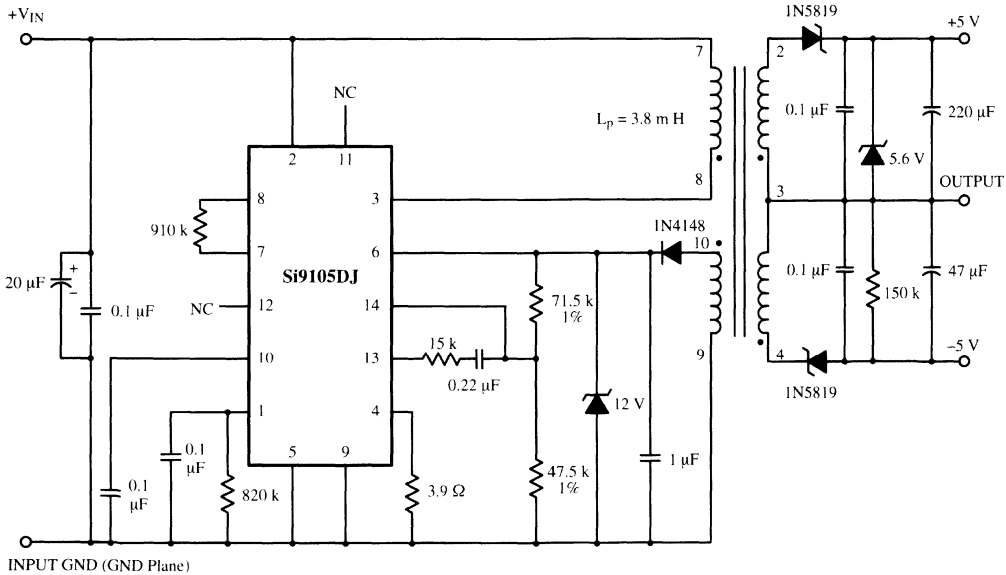 +V_IN
1N5819
+5 V
7
2
NC
0.1 µF
220 µF
L_p = 3.8 m H
2
11
5.6 V
8
3
8
3
OUTPUT
910 k
1N4148
7
6
10
Si9105DJ
+
20 µF
–
0.1 µF
47 µF
71.5 k
1%
150 k
NC
12
14
0.1 µF
15 k
10
13
9
4
–5 V
0.22 µF
1N5819
1
4
12 V
0.1
µF
5
9
47.5 k
1%
1 µF
0.1
µF
820 k
3.9 Ω
INPUT GND (GND Plane)